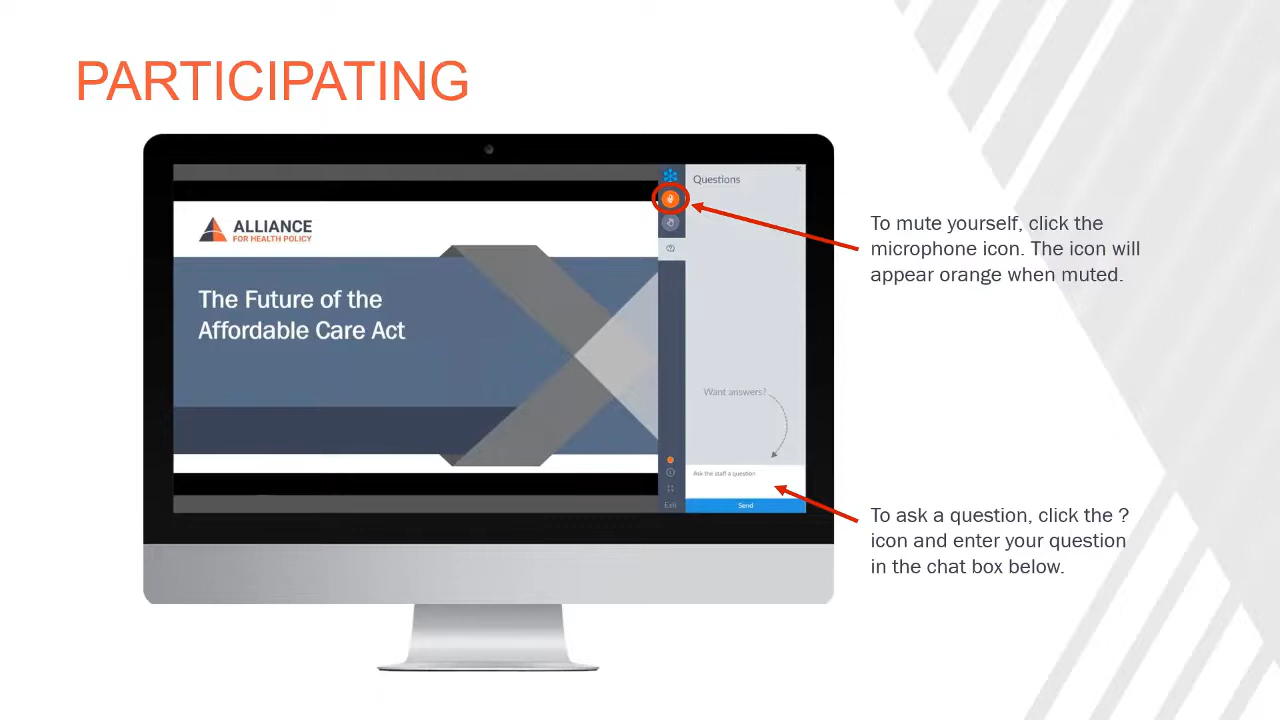 PARTICIPATING
ALLIANCE
FOR HEALTH POLICY
The Future of the
Affordable Care Act
Questions
Want answers?
Ask the staff a question
Send
Exit
To mute yourself, click the
microphone icon. The icon will
appear orange when muted.
To ask a question, click the ?
icon and enter your question
in the chat box below.